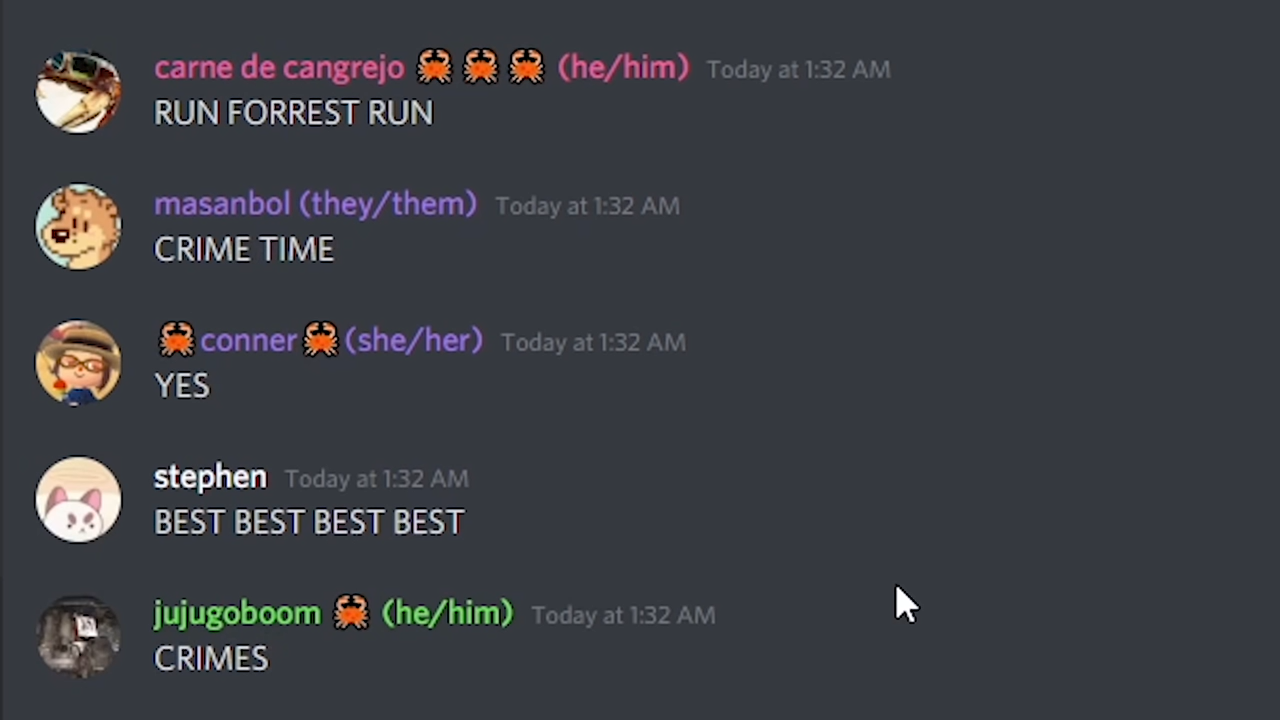 carne de cangrejo 🦀 🦀 🦀 (he/him) Today at 1:32 AM
RUN FORREST RUN
masanbol (they/them) Today at 1:32 AM
CRIME TIME
🦀 conner 🦀 (she/her) Today at 1:32 AM
YES
stephen Today at 1:32 AM
BEST BEST BEST BEST
jujugoboom 🦀 (he/him) Today at 1:32 AM
CRIMES